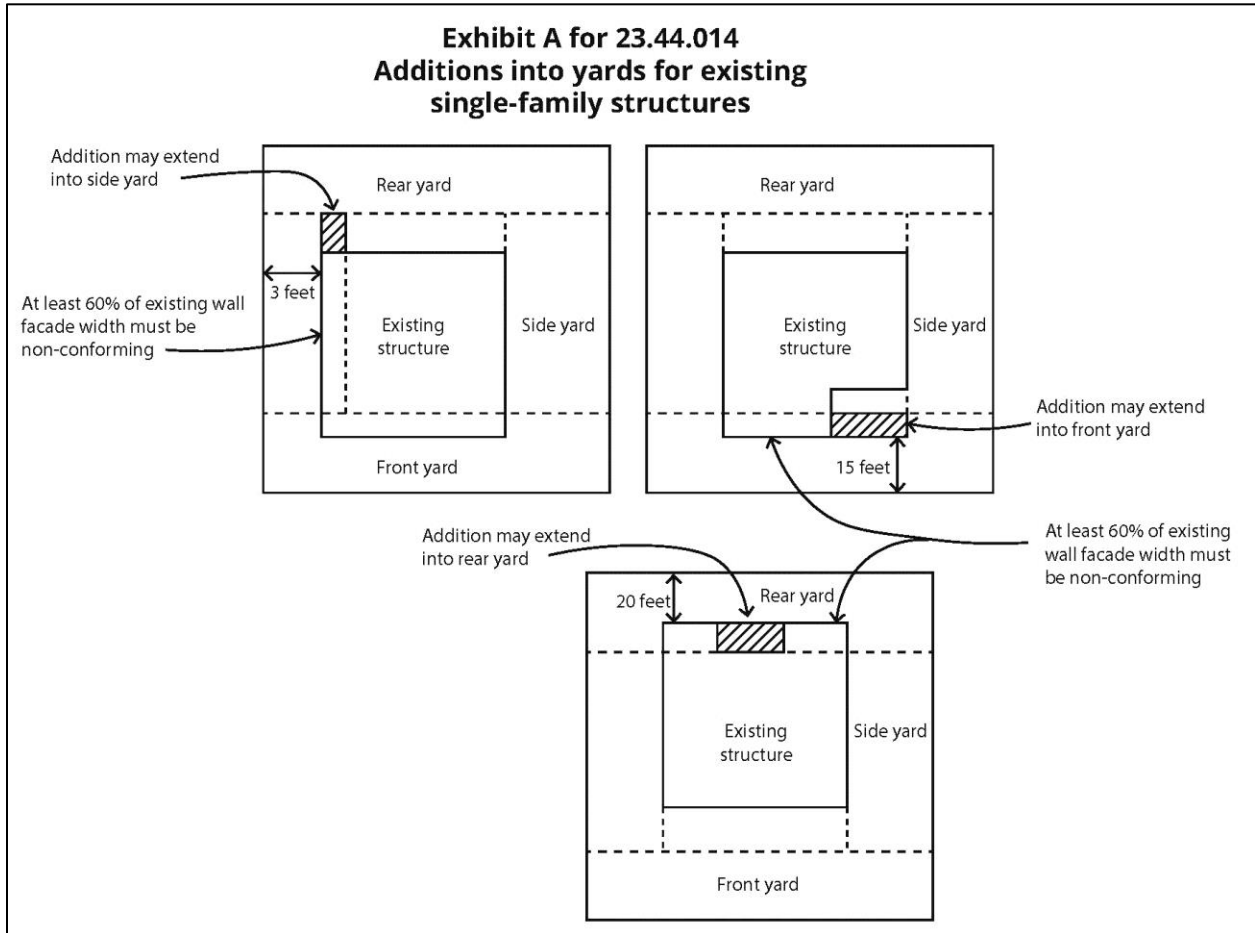 Exhibit A for 23.44.014
Additions into yards for existing
single-family structures
Addition may extend
into side yard
Rear yard
3 feet
At least 60% of existing wall
facade width must be
non-conforming
Existing
structure
Side yard
Front yard
Rear yard
Existing
structure
Side yard
Addition may extend
into front yard
15 feet
At least 60% of existing
wall facade width must
be non-conforming
Addition may extend
into rear yard
20 feet
Rear yard
Existing
structure
Side yard
Front yard